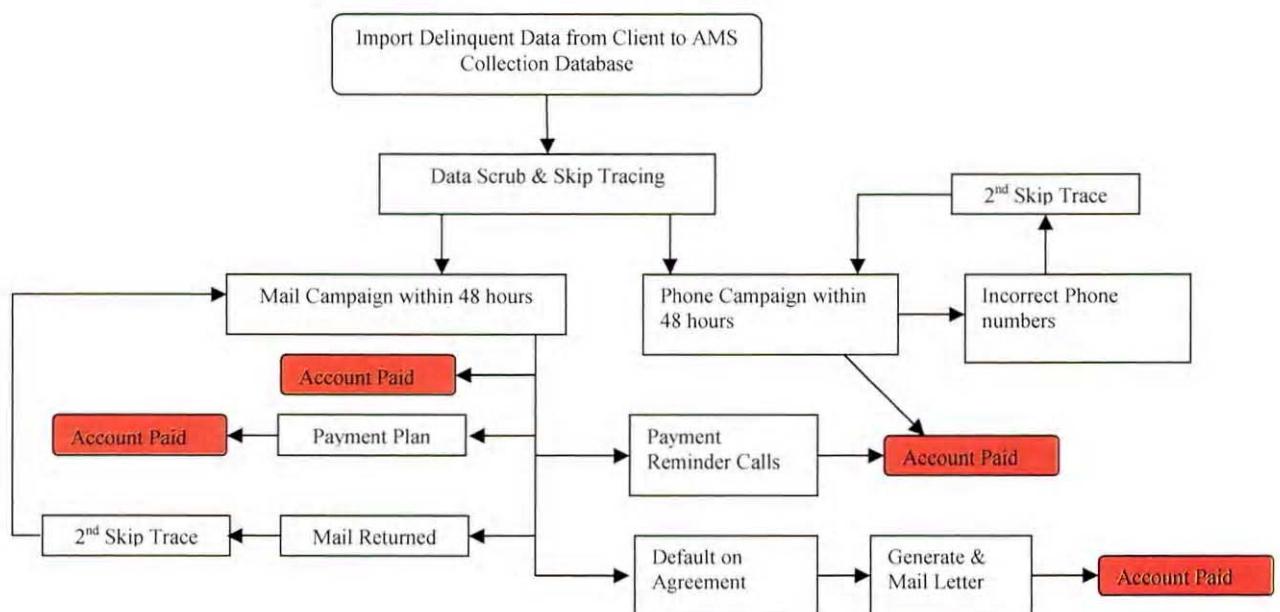 Import Delinquent Data from Client to AMS
Collection Database
Data Scrub & Skip Tracing
2nd Skip Trace
Mail Campaign within 48 hours
Phone Campaign within
48 hours
Incorrect Phone
numbers
Account Paid
Account Paid
Payment Plan
Payment
Reminder Calls
Account Paid
2nd Skip Trace
Mail Returned
Default on
Agreement
Generate &
Mail Letter
Account Paid